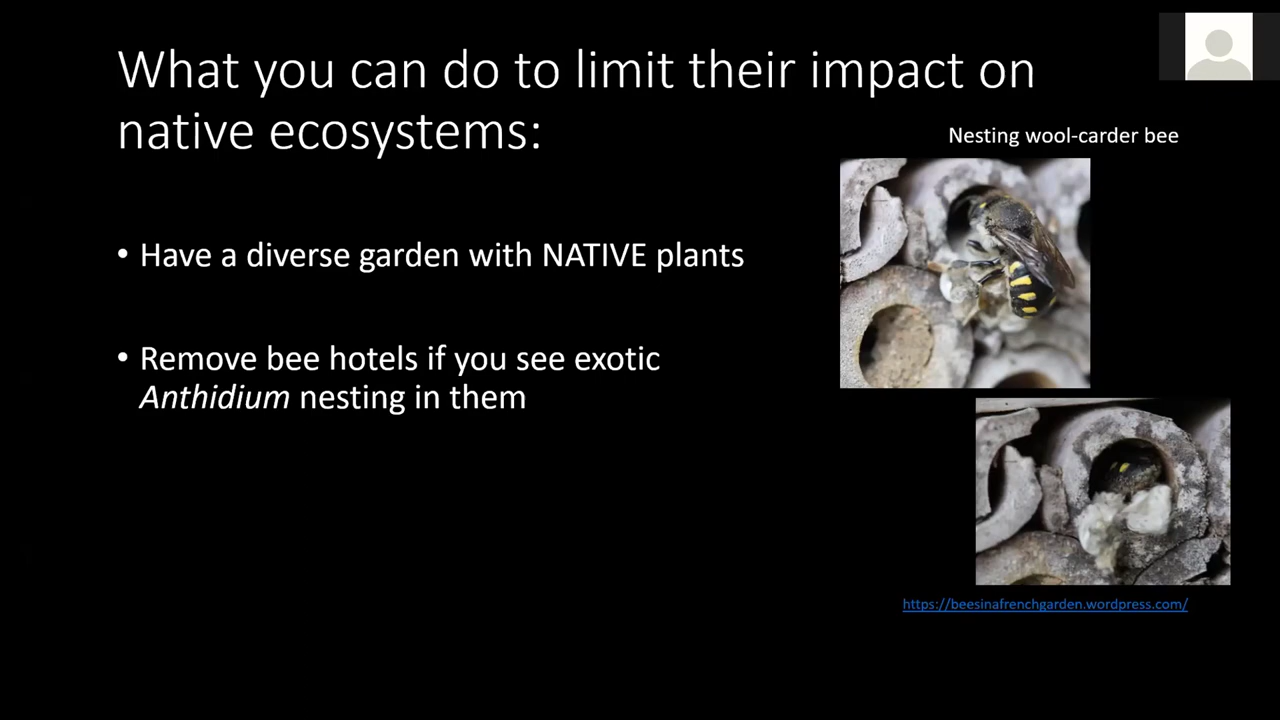 What you can do to limit their impact on
native ecosystems:
Nesting wool-carder bee
• Have a diverse garden with NATIVE plants
• Remove bee hotels if you see exotic
Anthidium nesting in them
https://beesinafrenchgarden.wordpress.com/